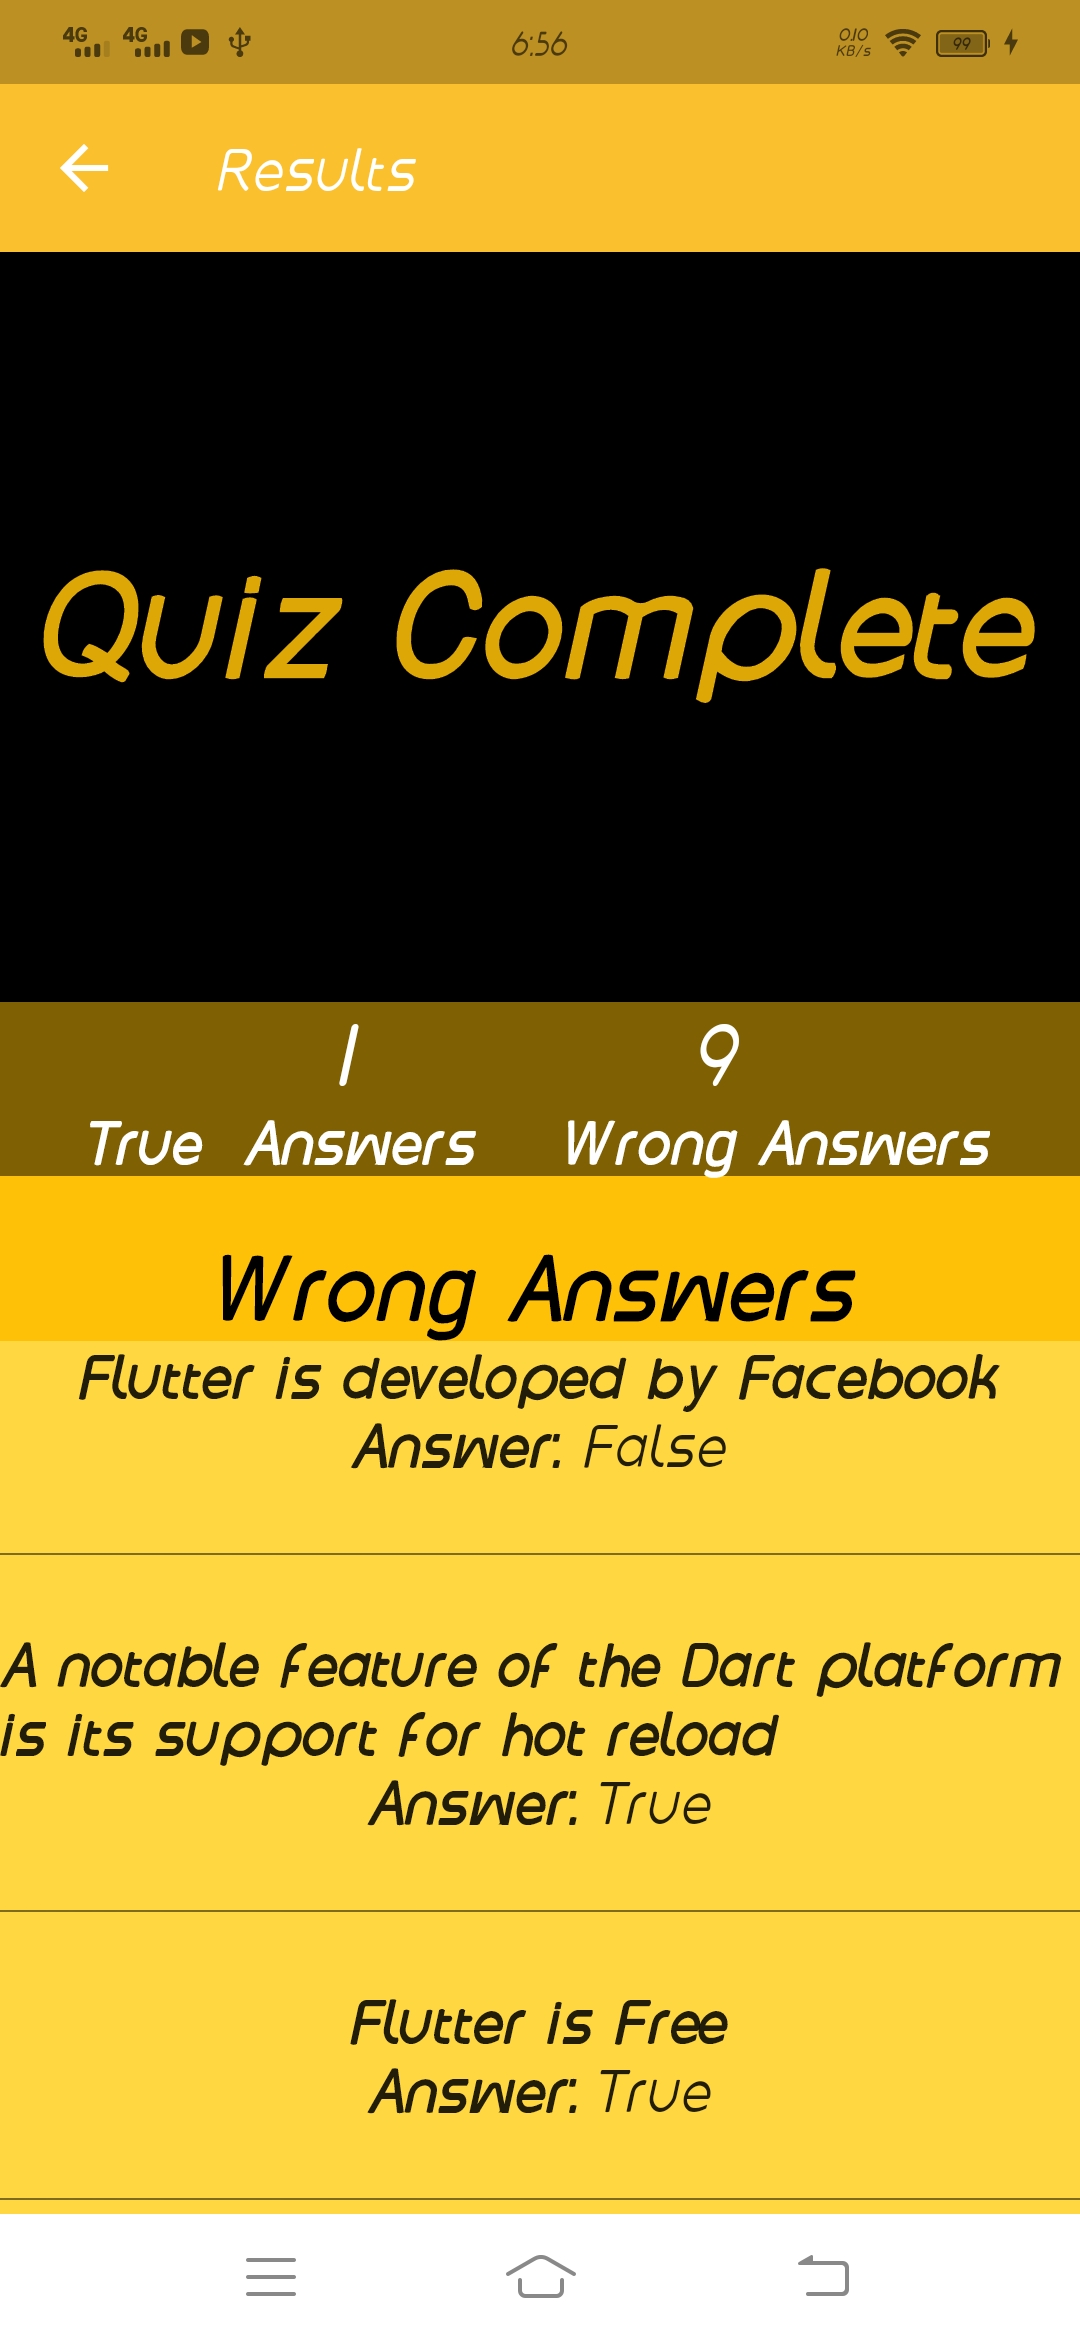 4G 4G 6:56 0.10 KB/s 99
Results
Quiz Complete
1 9
True Answers Wrong Answers
Wrong Answers
Flutter is developed by Facebook
Answer: False
A notable feature of the Dart platform
is its support for hot reload
Answer: True
Flutter is Free
Answer: True